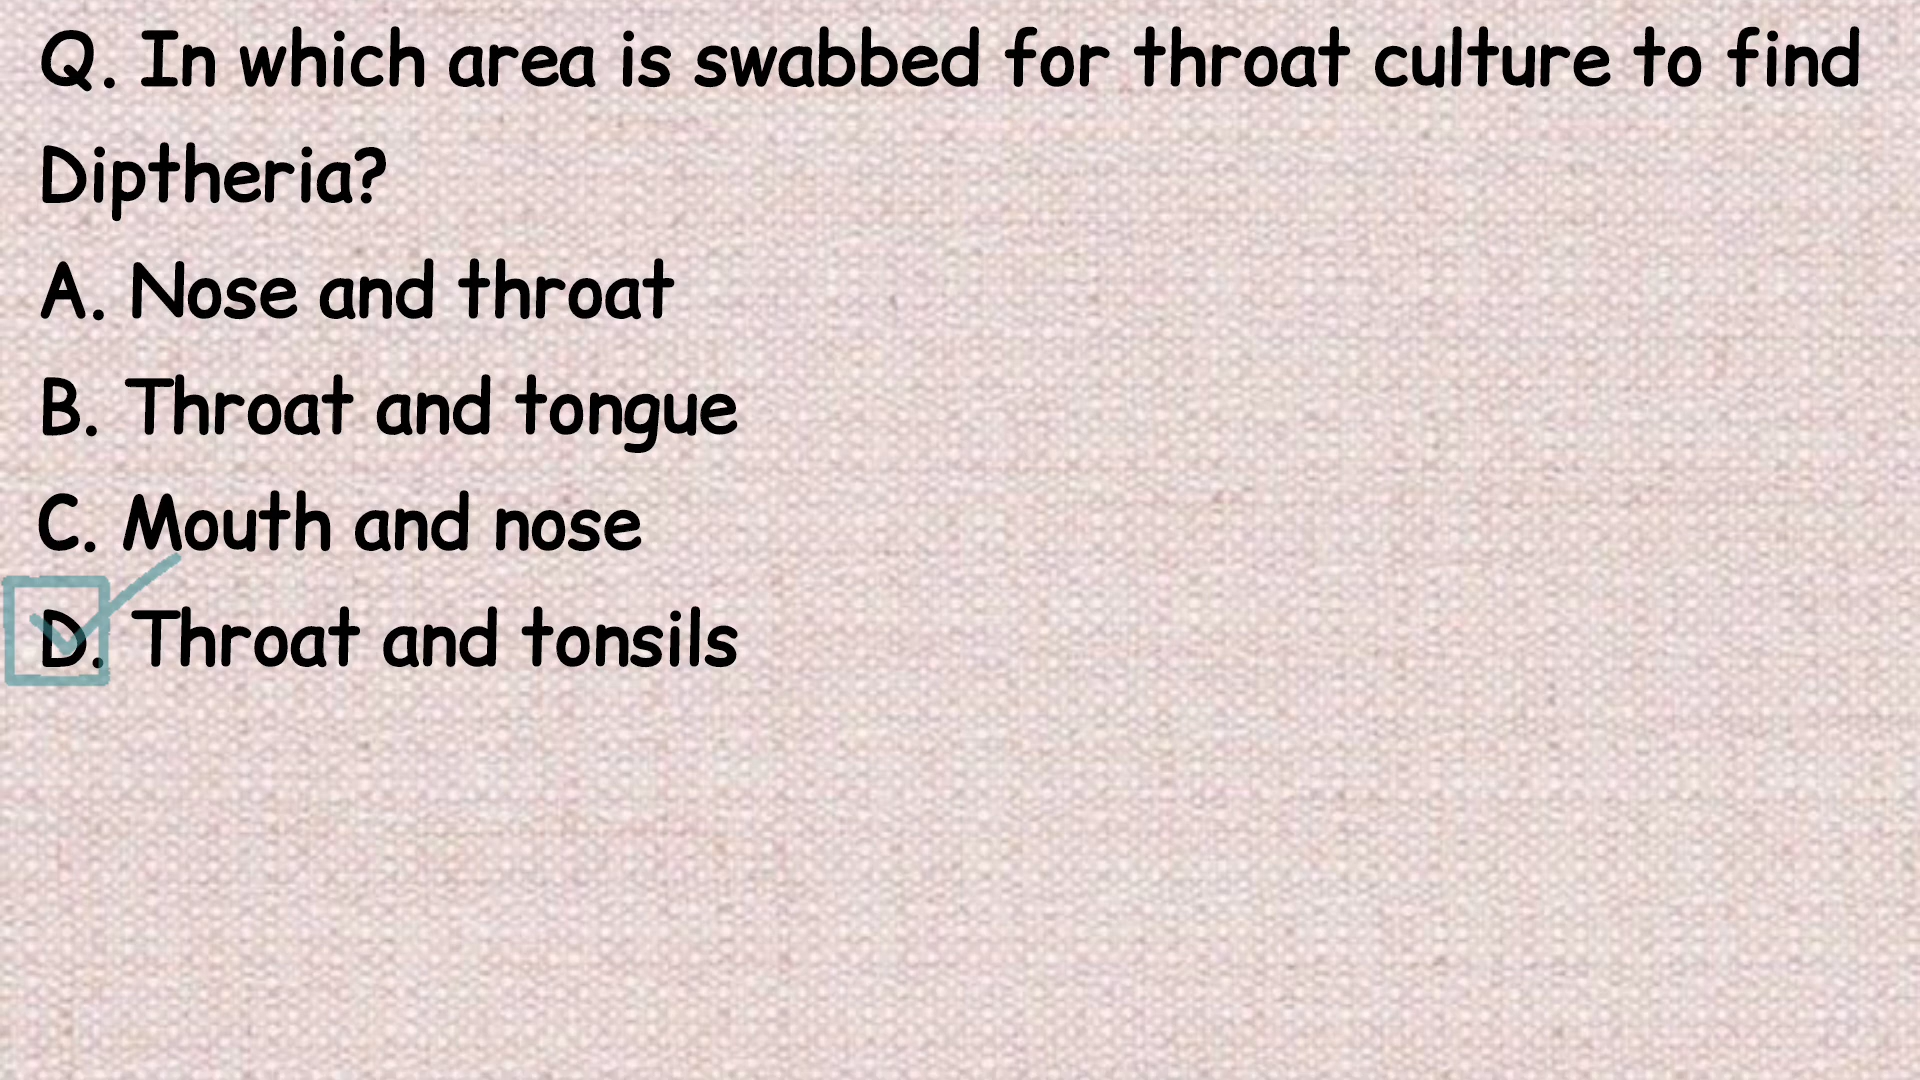 Q. In which area is swabbed for throat culture to find
Diptheria?
A. Nose and throat
B. Throat and tongue
C. Mouth and nose
D. Throat and tonsils